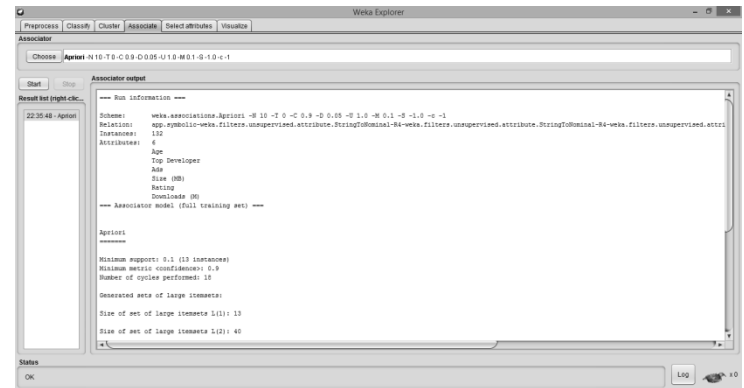 Weka Explorer
Preprocess Classify Cluster Associate Select attributes Visualize
Associator
Choose Apriori -N 10 -T 0 -C 0.9 -D 0.05 -U 1.0 -M 0.1 -S -1.0 -c -1
Start Stop
Associator output
Result list (right-clic...
22:35:48 - Apriori
=== Run information ===
Scheme: weka.associations.Apriori -N 10 -T 0 -C 0.9 -D 0.05 -U 1.0 -M 0.1 -S -1.0 -c -1
Relation: app.symbolic-weka.filters.unsupervised.attribute.StringToNominal-R4-weka.filters.unsupervised.attribute.StringToNominal-R4-weka.filters.unsupervised.attri
Instances: 132
Attributes: 6
Age
Top Developer
Ads
Size (MB)
Rating
Downloads (M)
=== Associator model (full training set) ===
Apriori
=======
Minimum support: 0.1 (13 instances)
Minimum metric <confidence>: 0.9
Number of cycles performed: 18
Generated sets of large itemsets:
Size of set of large itemsets L(1): 13
Size of set of large itemsets L(2): 40
Status
OK
Log
x 0